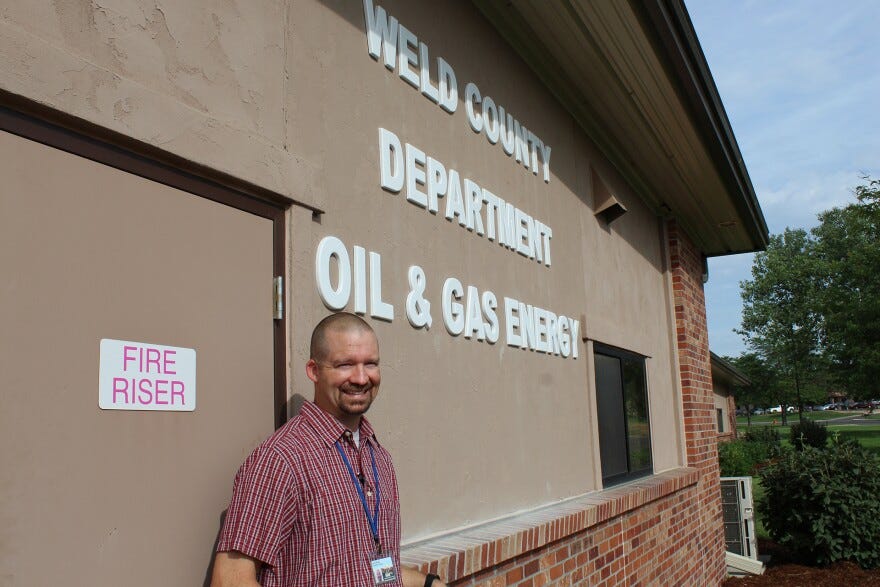 WELD COUNTY
DEPARTMENT
OIL & GAS ENERGY
FIRE
RISER